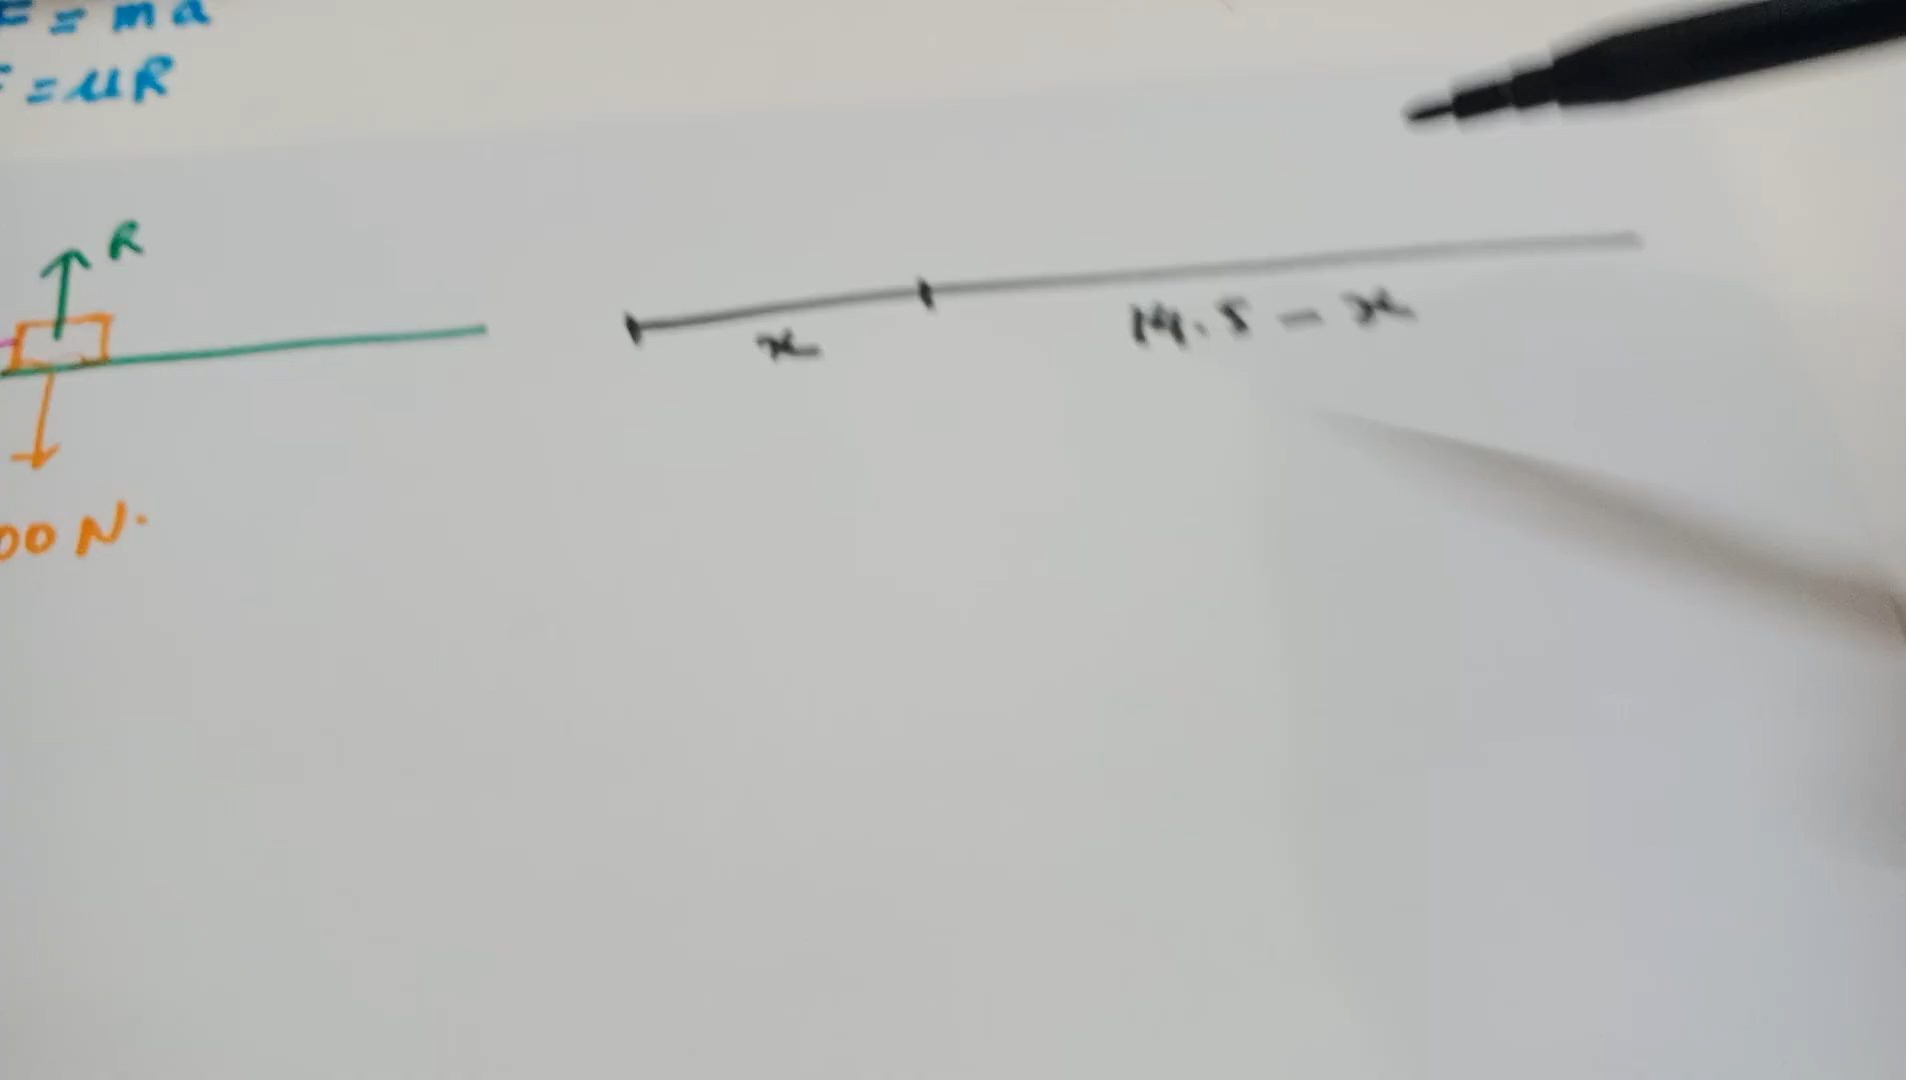 F = ma
F = μR
R
x
14.5 - x
00 N.